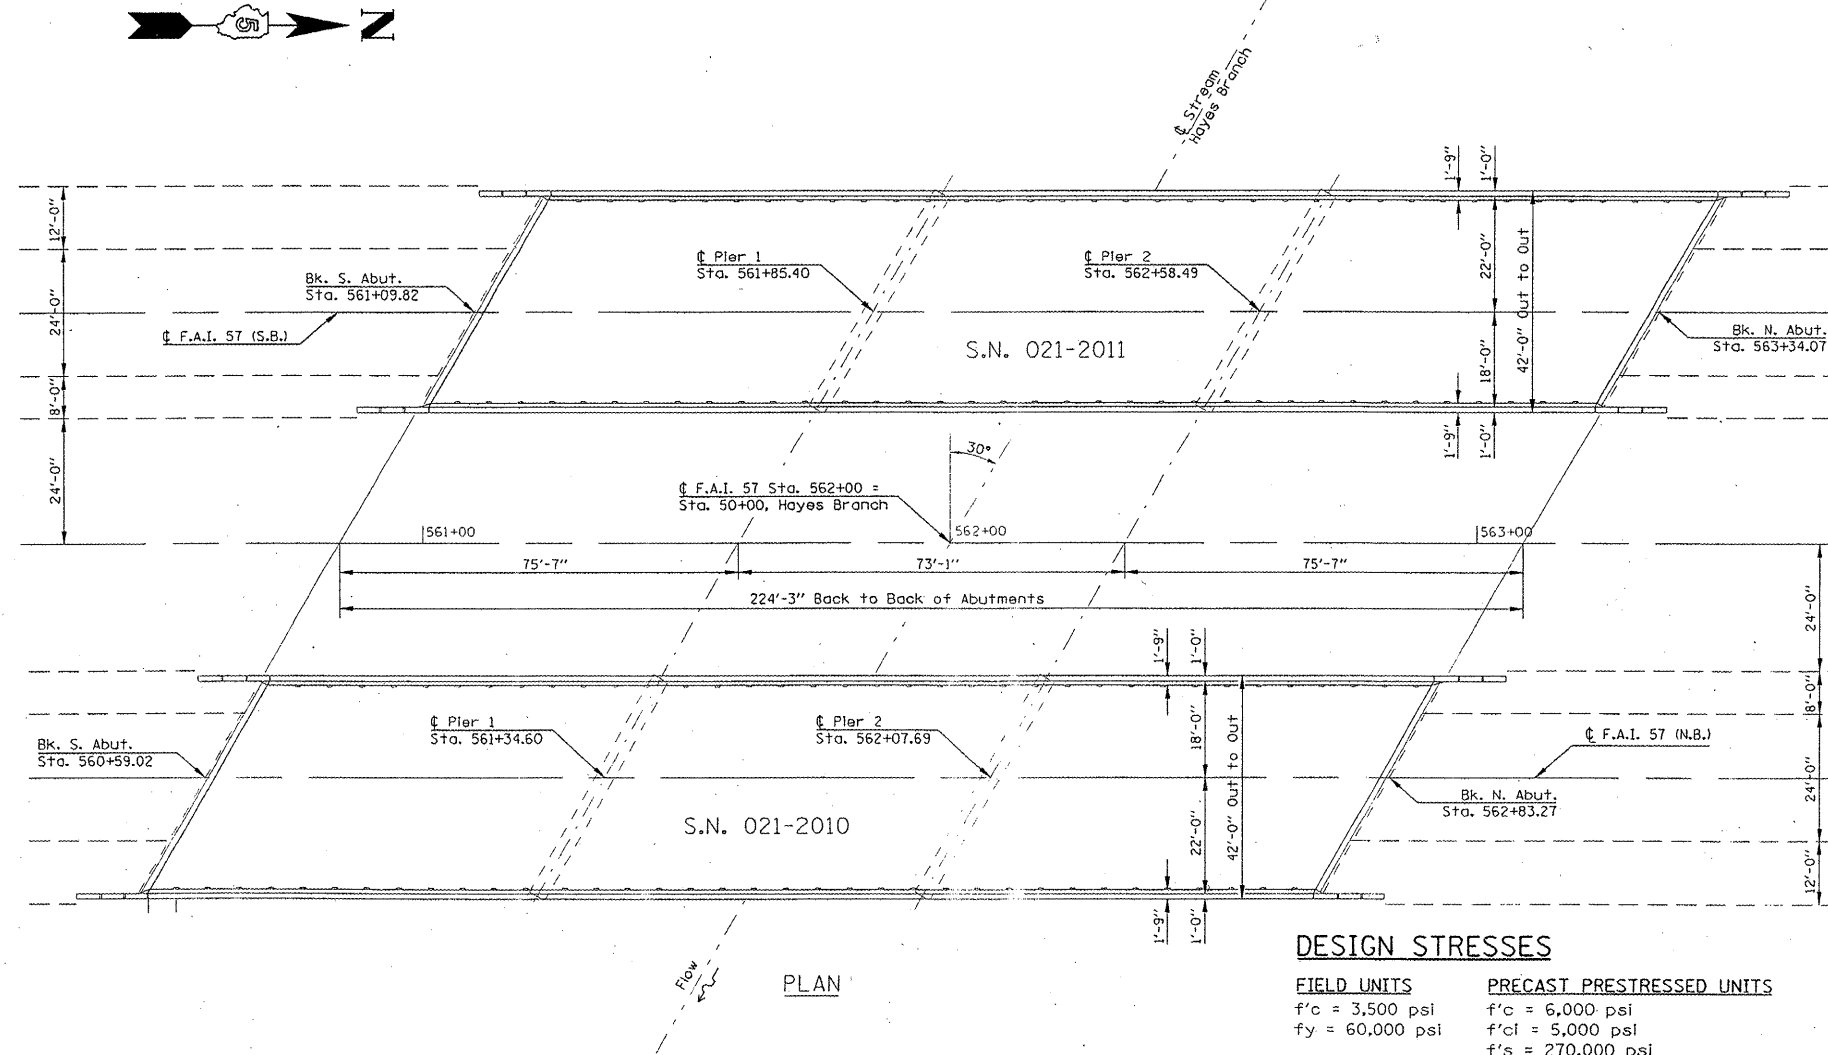 5
N
℄ Stream
Hayes Branch
12'-0"
24'-0"
8'-0"
24'-0"
Bk. S. Abut.
Sta. 561+09.82
℄ F.A.I. 57 (S.B.)
℄ Pier 1
Sta. 561+85.40
℄ Pier 2
Sta. 562+58.49
S.N. 021-2011
1'-9"
1'-0"
22'-0"
18'-0"
42'-0" Out to Out
1'-9"
1'-0"
Bk. N. Abut.
Sta. 563+34.07
30°
℄ F.A.I. 57 Sta. 562+00 =
Sta. 50+00, Hayes Branch
561+00
562+00
563+00
75'-7"
73'-1"
75'-7"
224'-3" Back to Back of Abutments
24'-0"
8'-0"
24'-0"
12'-0"
Bk. S. Abut.
Sta. 560+59.02
℄ Pier 1
Sta. 561+34.60
℄ Pier 2
Sta. 562+07.69
S.N. 021-2010
1'-9"
1'-0"
18'-0"
22'-0"
42'-0" Out to Out
1'-9"
1'-0"
℄ F.A.I. 57 (N.B.)
Bk. N. Abut.
Sta. 562+83.27
Flow
PLAN
DESIGN STRESSES
FIELD UNITS
f'c = 3,500 psi
fy = 60,000 psi
PRECAST PRESTRESSED UNITS
f'c = 6,000 psi
f'ci = 5,000 psi
f's = 270,000 psi